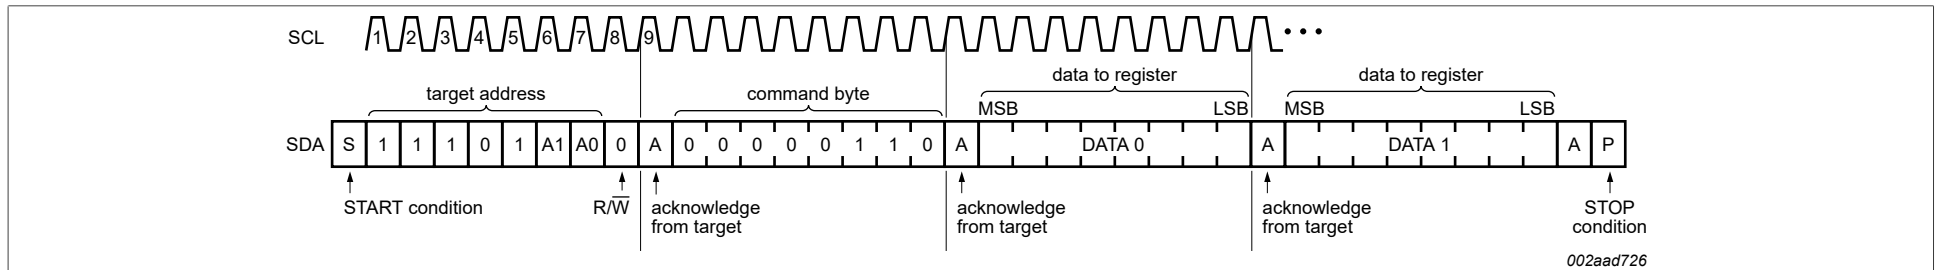 SCL 1 2 3 4 5 6 7 8 9
data to register data to register
target address command byte
MSB LSB MSB LSB
SDA S 1 1 1 0 1 A1 A0 0 A 0 0 0 0 0 1 1 0 A DATA 0 A DATA 1 A P
START condition R/W̅ acknowledge acknowledge acknowledge STOP
from target from target from target condition
002aad726